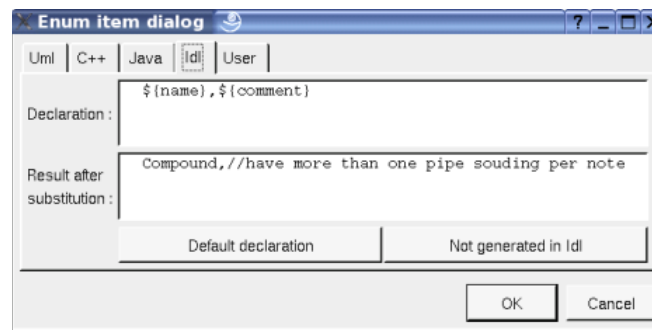 Enum item dialog
Uml C++ Java Idl User
Declaration :
${name},${comment}
Result after substitution :
Compound,//have more than one pipe souding per note
Default declaration Not generated in Idl
OK Cancel